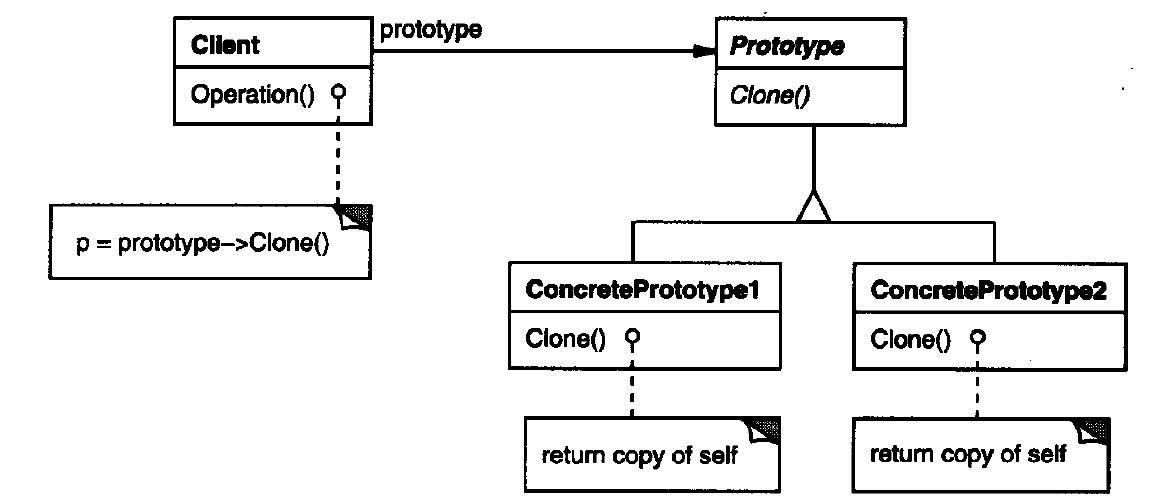 Client
prototype
Prototype
Operation()
Clone()
p = prototype->Clone()
ConcretePrototype1
ConcretePrototype2
Clone()
Clone()
return copy of self
return copy of self